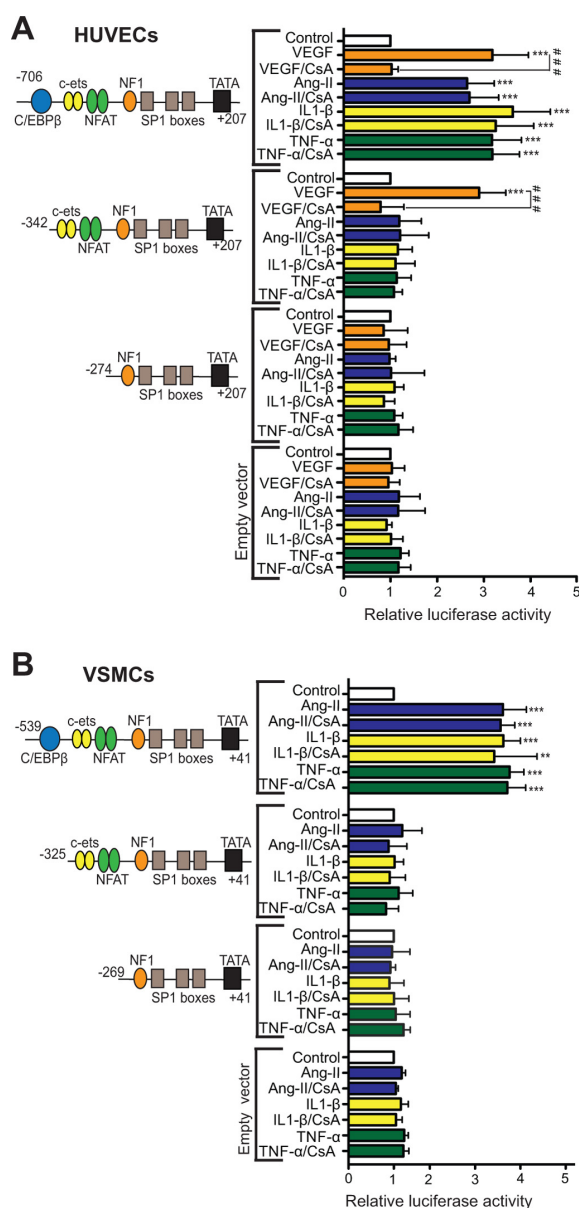 A HUVECs
-706
c-ets
NF1
TATA
C/EBPβ
NFAT
SP1 boxes
+207
Control
VEGF
VEGF/CsA
Ang-II
Ang-II/CsA
IL1-β
IL1-β/CsA
TNF-α
TNF-α/CsA
***
###
***
***
***
***
***
***
-342
c-ets
NF1
TATA
NFAT
SP1 boxes
+207
Control
VEGF
VEGF/CsA
Ang-II
Ang-II/CsA
IL1-β
IL1-β/CsA
TNF-α
TNF-α/CsA
***
###
-274
NF1
TATA
SP1 boxes
+207
Control
VEGF
VEGF/CsA
Ang-II
Ang-II/CsA
IL1-β
IL1-β/CsA
TNF-α
TNF-α/CsA
Empty vector
Control
VEGF
VEGF/CsA
Ang-II
Ang-II/CsA
IL1-β
IL1-β/CsA
TNF-α
TNF-α/CsA
0 1 2 3 4 5
Relative luciferase activity
B VSMCs
-539
c-ets
NF1
TATA
C/EBPβ
NFAT
SP1 boxes
+41
Control
Ang-II
Ang-II/CsA
IL1-β
IL1-β/CsA
TNF-α
TNF-α/CsA
***
***
***
**
***
***
-325
c-ets
NF1
TATA
NFAT
SP1 boxes
+41
Control
Ang-II
Ang-II/CsA
IL1-β
IL1-β/CsA
TNF-α
TNF-α/CsA
-269
NF1
TATA
SP1 boxes
+41
Control
Ang-II
Ang-II/CsA
IL1-β
IL1-β/CsA
TNF-α
TNF-α/CsA
Empty vector
Control
Ang-II
Ang-II/CsA
IL1-β
IL1-β/CsA
TNF-α
TNF-α/CsA
0 1 2 3 4 5
Relative luciferase activity